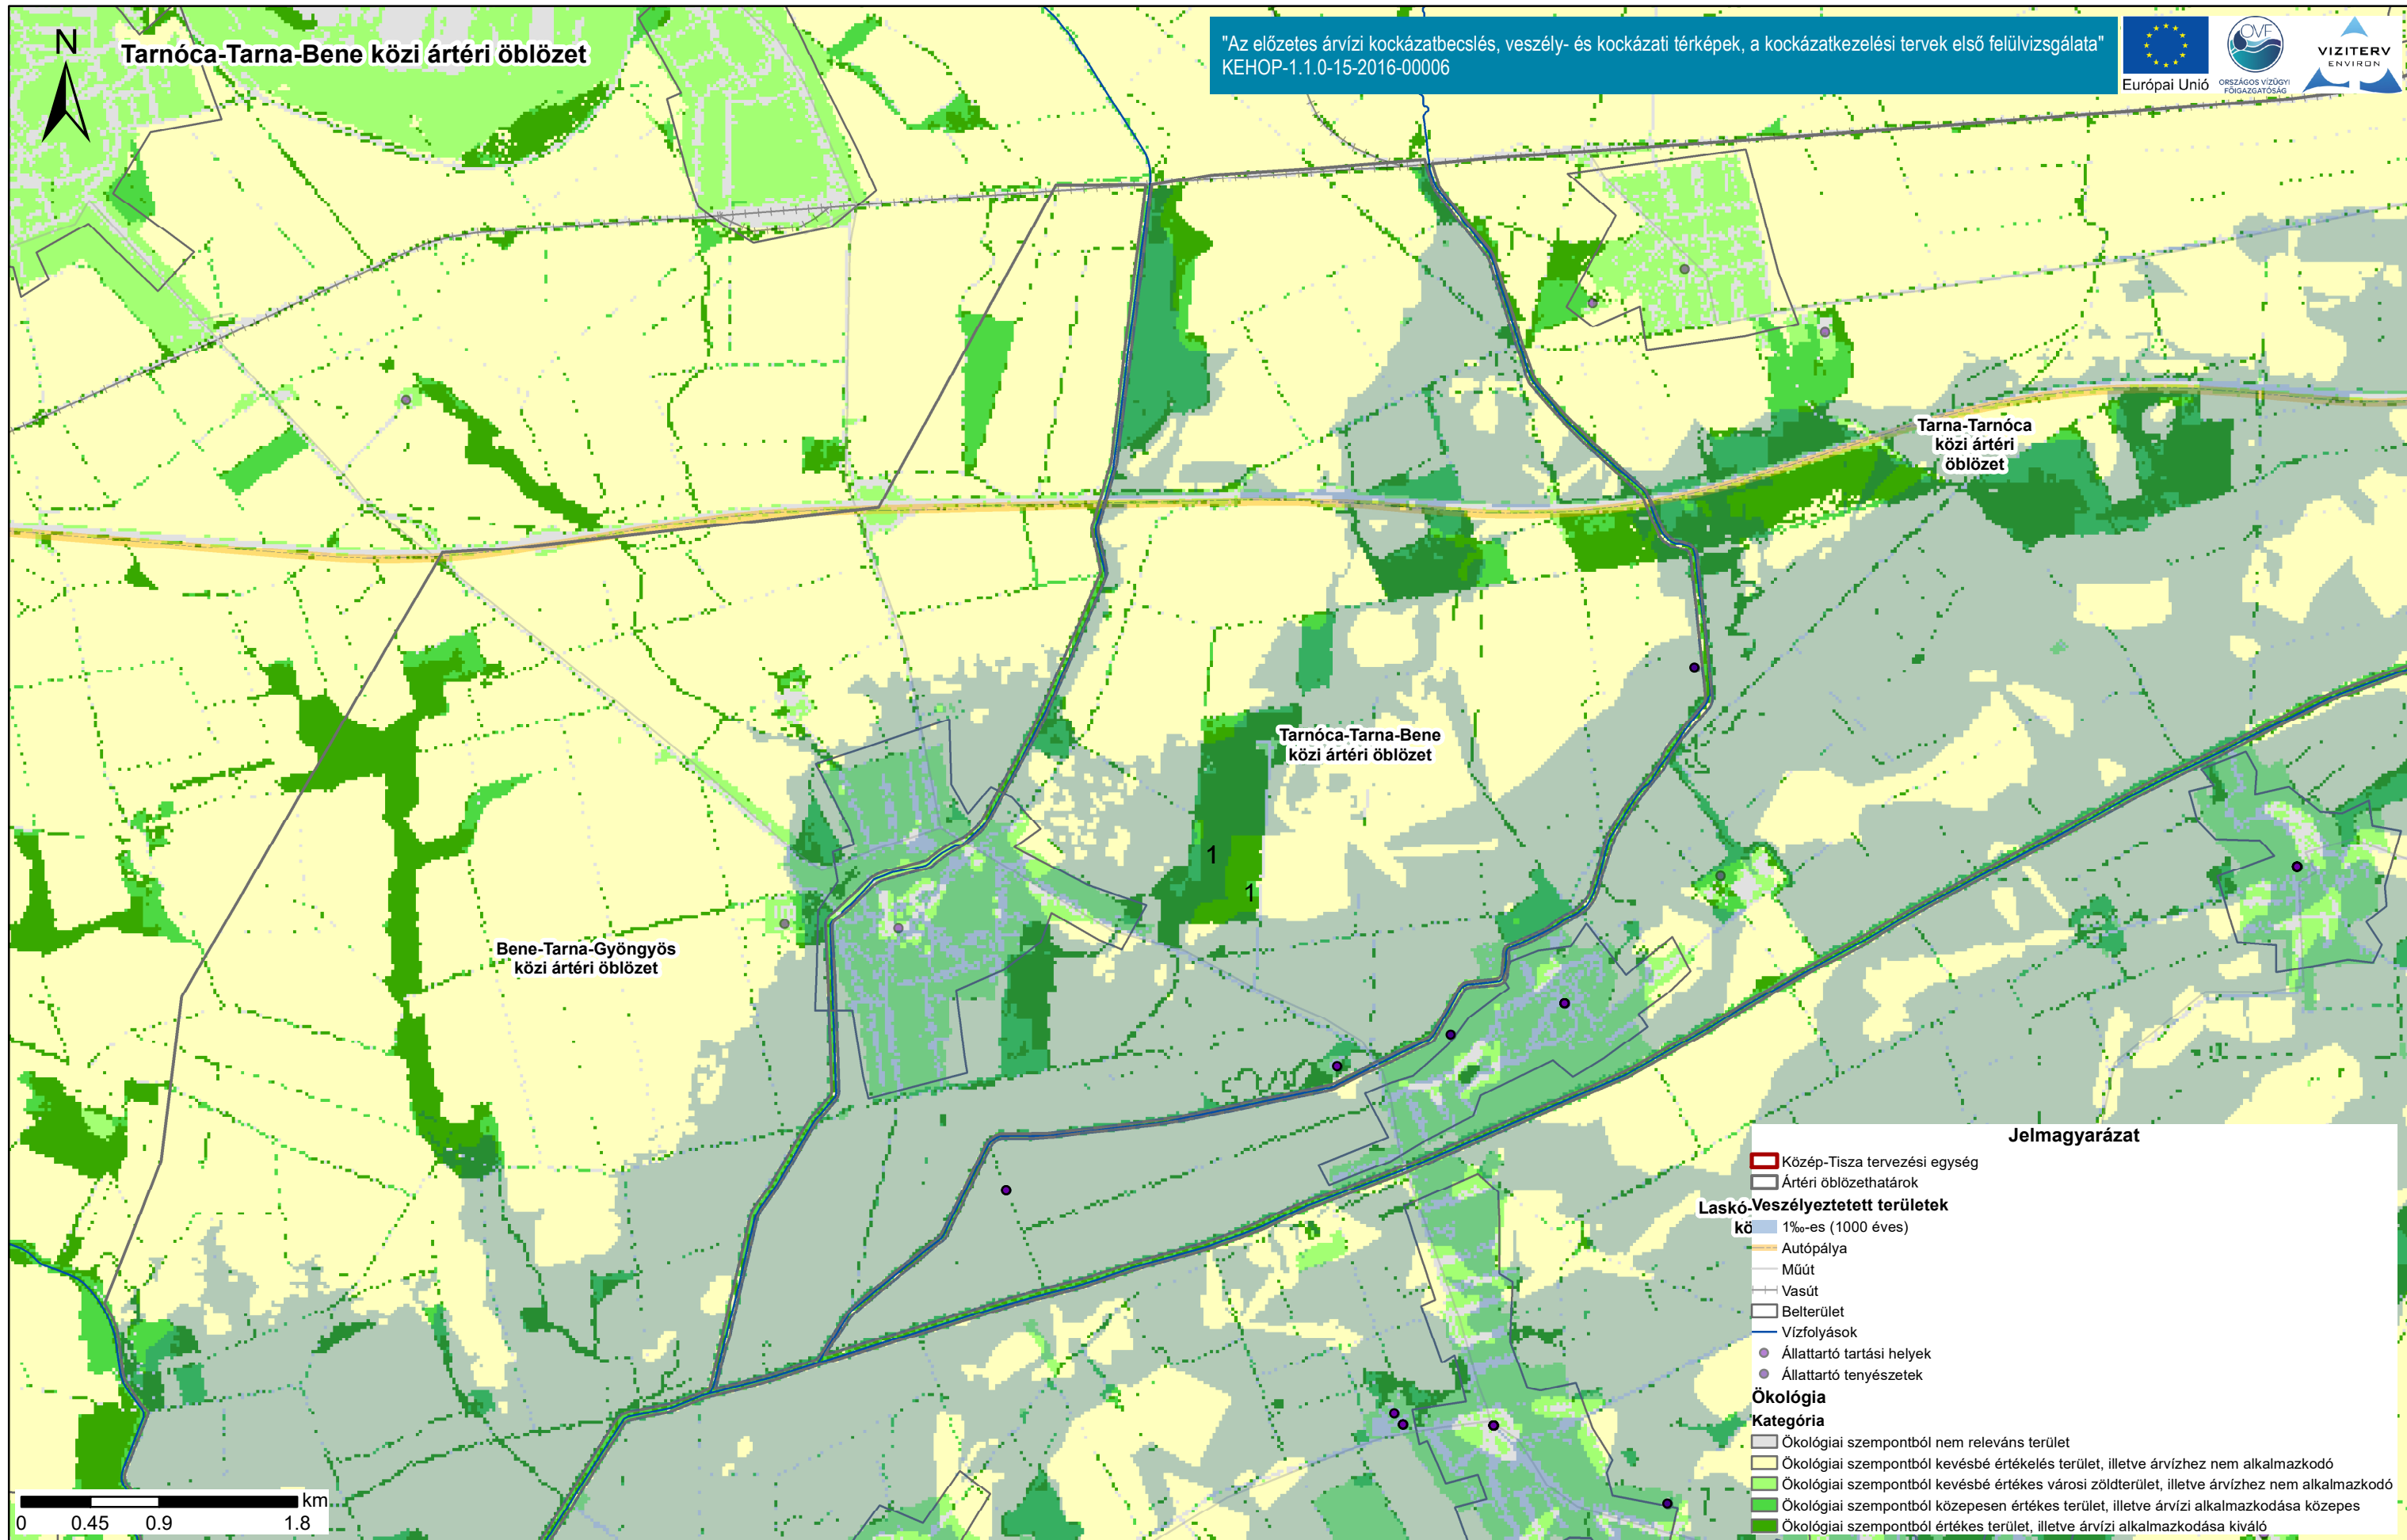 N
Tarnóca-Tarna-Bene közi ártéri öblözet
"Az előzetes árvízi kockázatbecslés, veszély- és kockázati térképek, a kockázatkezelési tervek első felülvizsgálata"
KEHOP-1.1.0-15-2016-00006
Európai Unió
OVF
ORSZÁGOS VÍZÜGYI
FŐIGAZGATÓSÁG
VIZITERV
ENVIRON
Tarna-Tarnóca
közi ártéri
öblözet
Tarnóca-Tarna-Bene
közi ártéri öblözet
1
1
Bene-Tarna-Gyöngyös
közi ártéri öblözet
Laskó-
kö
Jelmagyarázat
Közép-Tisza tervezési egység
Ártéri öblözethatárok
Veszélyeztetett területek
1‰-es (1000 éves)
Autópálya
Műút
Vasút
Belterület
Vízfolyások
Állattartó tartási helyek
Állattartó tenyészetek
Ökológia
Kategória
Ökológiai szempontból nem releváns terület
Ökológiai szempontból kevésbé értékelés terület, illetve árvízhez nem alkalmazkodó
Ökológiai szempontból kevésbé értékes városi zöldterület, illetve árvízhez nem alkalmazkodó
Ökológiai szempontból közepesen értékes terület, illetve árvízi alkalmazkodása közepes
Ökológiai szempontból értékes terület, illetve árvízi alkalmazkodása kiváló
km
0 0.45 0.9 1.8